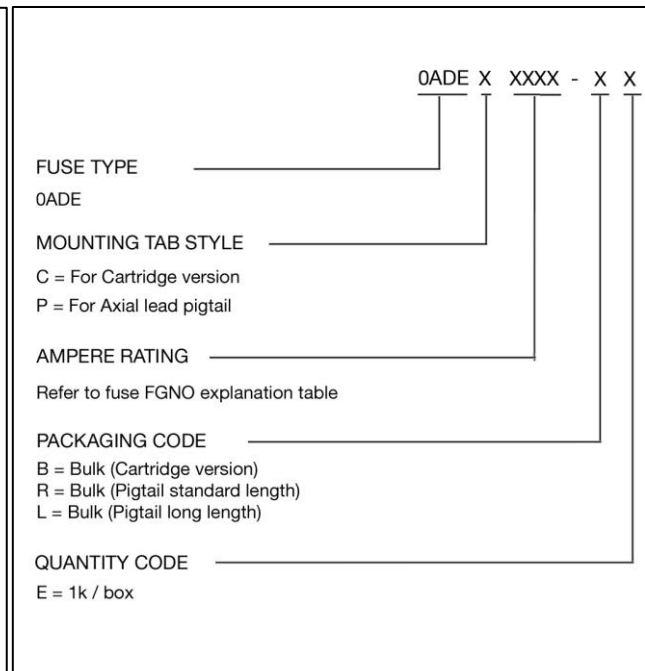 0ADE X XXXX - X X
FUSE TYPE
0ADE
MOUNTING TAB STYLE
C = For Cartridge version
P = For Axial lead pigtail
AMPERE RATING
Refer to fuse FGNO explanation table
PACKAGING CODE
B = Bulk (Cartridge version)
R = Bulk (Pigtail standard length)
L = Bulk (Pigtail long length)
QUANTITY CODE
E = 1k / box